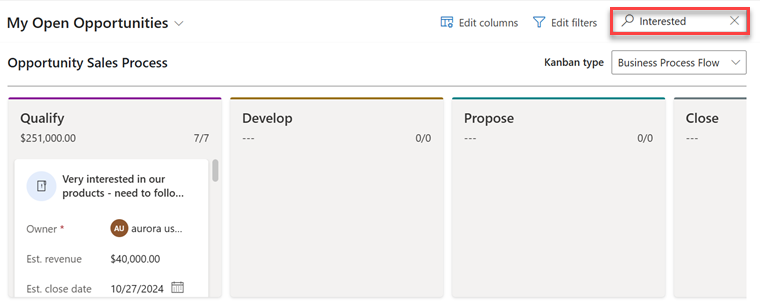 My Open Opportunities
Edit columns
Edit filters
Interested
Opportunity Sales Process
Kanban type
Business Process Flow
Qualify
$251,000.00 7/7
Develop
--- 0/0
Propose
--- 0/0
Close
---
Very interested in our
products - need to follo...
Owner * AU aurora us...
Est. revenue $40,000.00
Est. close date 10/27/2024